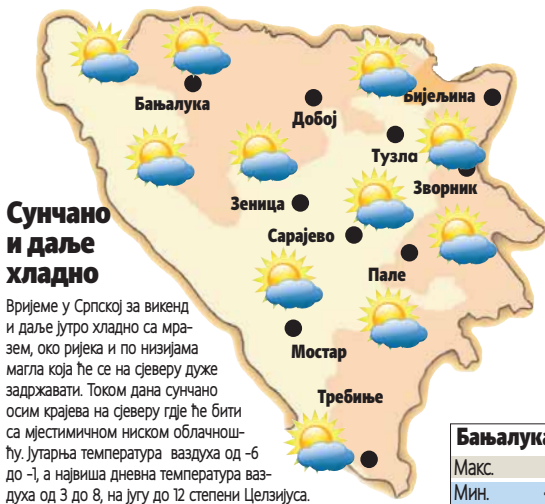 Бањалука
Добој
Бијељина
Тузла
Зворник
Зеница
Сарајево
Пале
Мостар
Требиње
Сунчано
и даље
хладно
Вријеме у Српској за викенд
и даље јутро хладно са мра-
зем, око ријека и по низијама
магла која ће се на сјеверу дуже
задржавати. Током дана сунчано
осим крајева на сјеверу гдје ће бити
са мјестимичном ниском облачнош-
ћу. Јутарња температура ваздуха од -6
до -1, а највиша дневна температура ваз-
духа од 3 до 8, на југу до 12 степени Целзијуса.
Бањалука
Макс.
Мин.